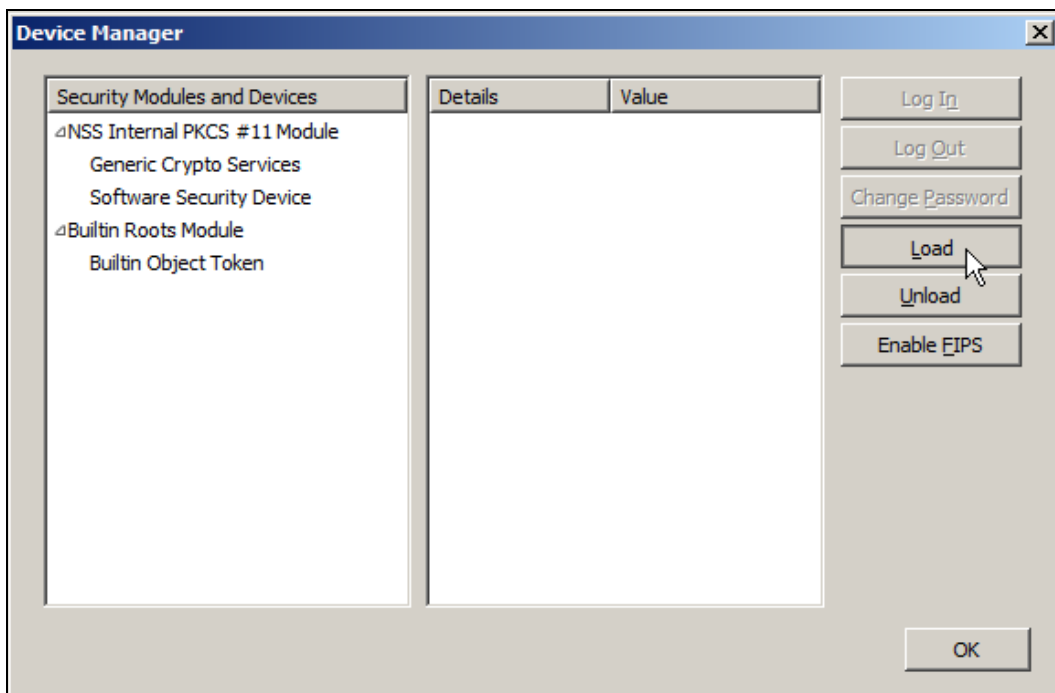 Device Manager
Security Modules and Devices
NSS Internal PKCS #11 Module
Generic Crypto Services
Software Security Device
Builtin Roots Module
Builtin Object Token
Details Value
Log In
Log Out
Change Password
Load
Unload
Enable FIPS
OK